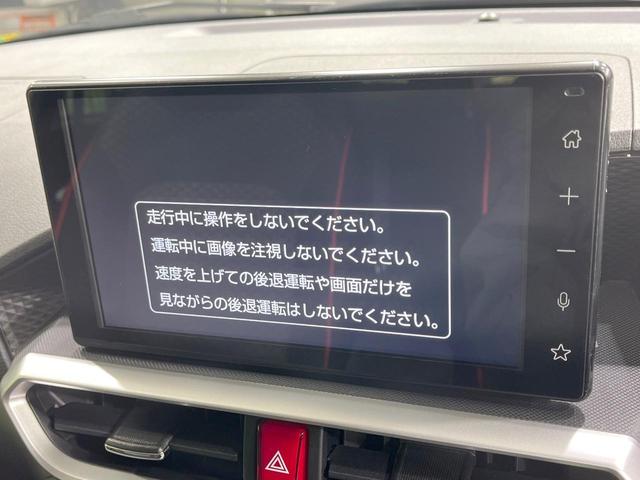 走行中に操作をしないでください。
運転中に画像を注視しないでください。
速度を上げての後退運転や画面だけを
見ながらの後退運転はしないでください。